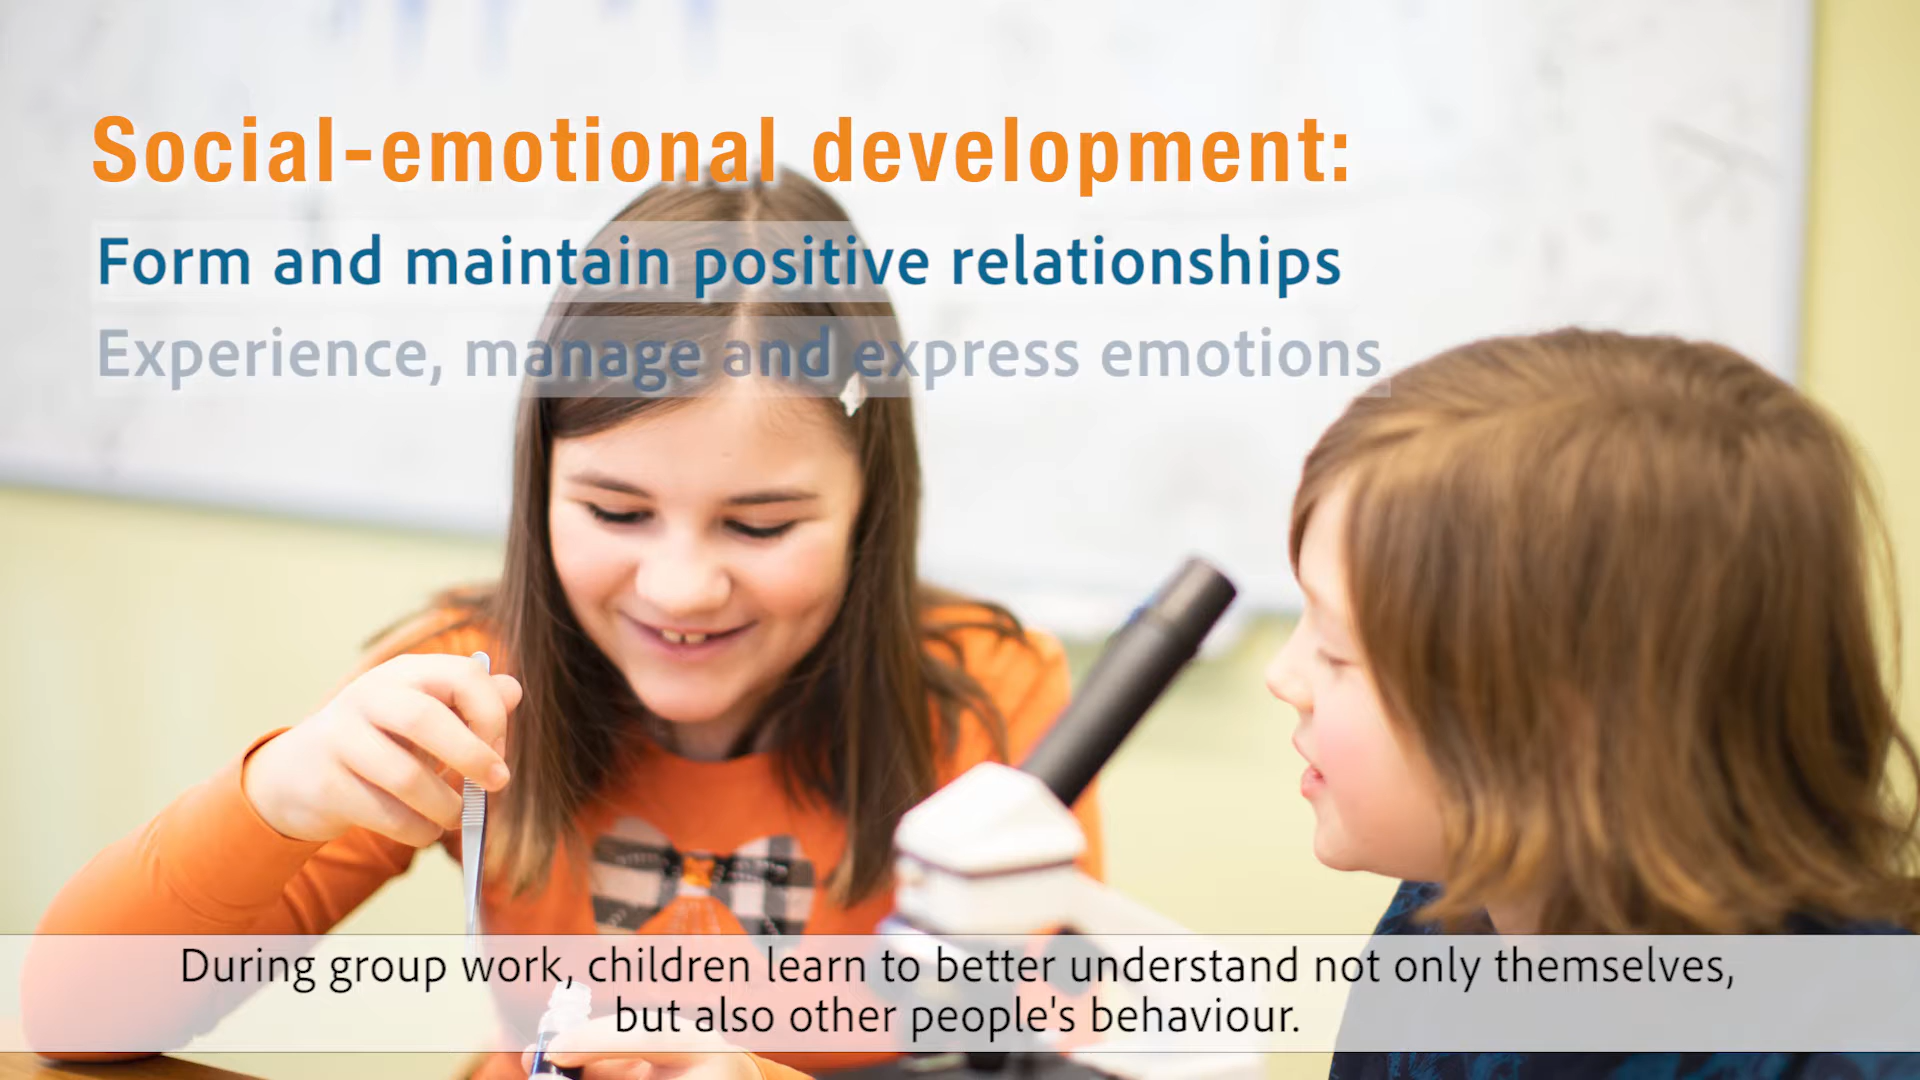 Social-emotional development:
Form and maintain positive relationships
Experience, manage and express emotions
During group work, children learn to better understand not only themselves,
but also other people's behaviour.